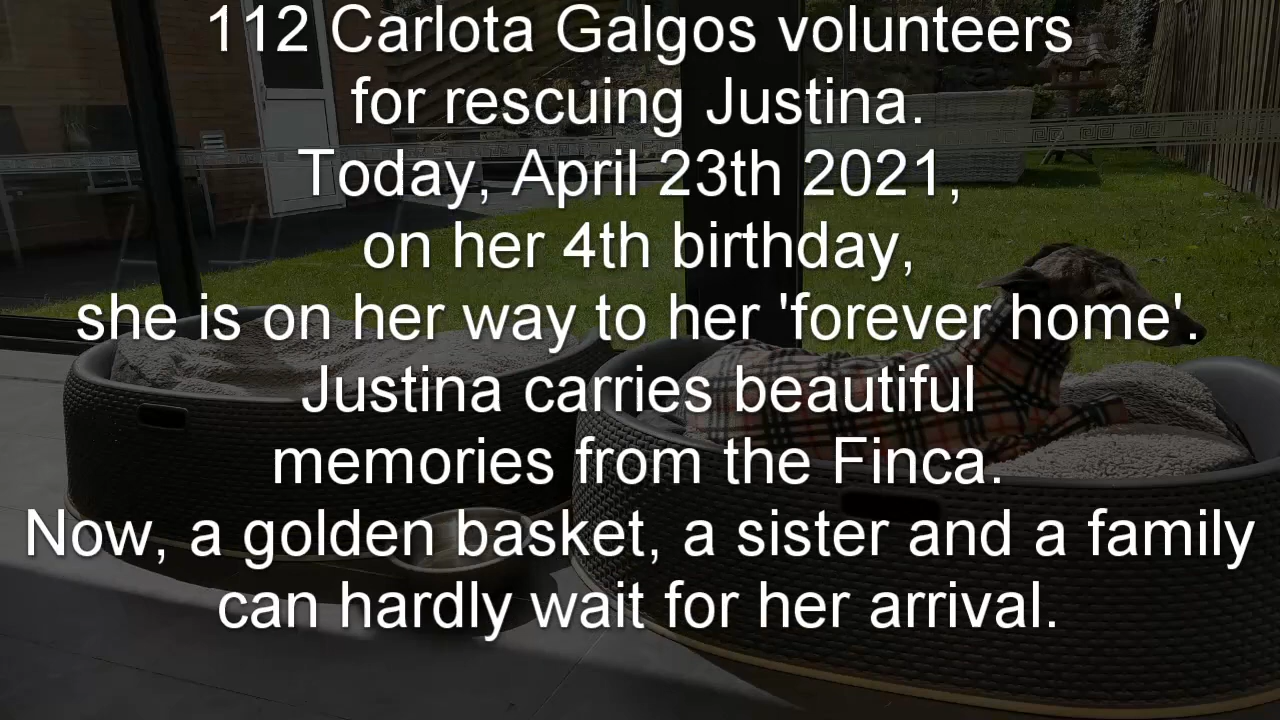 112 Carlota Galgos volunteers
for rescuing Justina.
Today, April 23th 2021,
on her 4th birthday,
she is on her way to her 'forever home'.
Justina carries beautiful
memories from the Finca.
Now, a golden basket, a sister and a family
can hardly wait for her arrival.